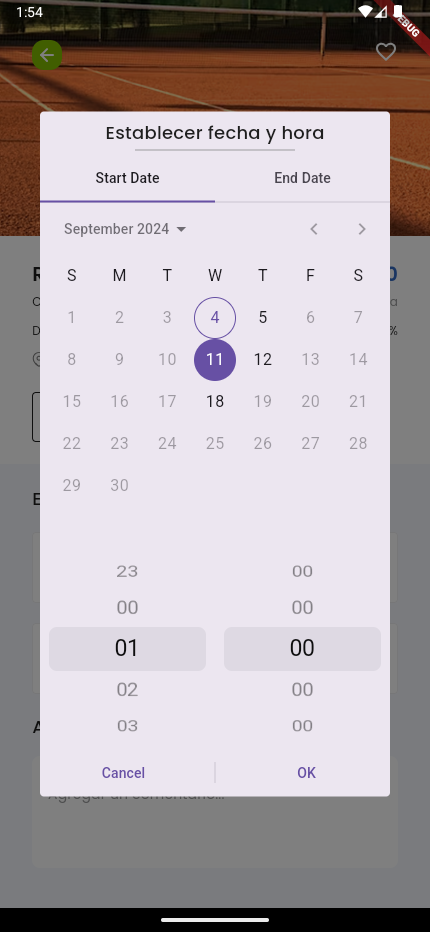 1:54
DEBUG
Establecer fecha y hora
Start Date End Date
September 2024
S M T W T F S
1 2 3 4 5 6 7
8 9 10 11 12 13 14
15 16 17 18 19 20 21
22 23 24 25 26 27 28
29 30
23 00
00 00
01 00
02 00
03 00
Cancel OK
Agregar un comentario...